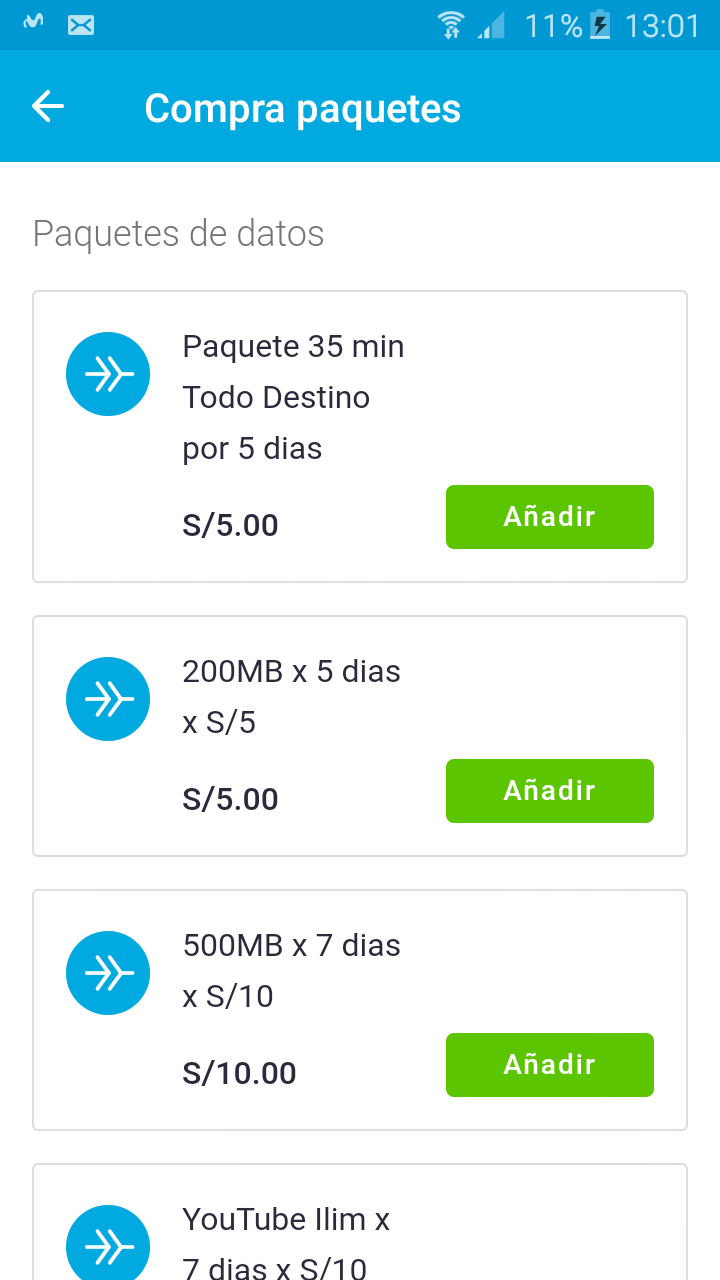 11% 13:01
Compra paquetes
Paquetes de datos
Paquete 35 min
Todo Destino
por 5 dias
S/5.00
Añadir
200MB x 5 dias
x S/5
S/5.00
Añadir
500MB x 7 dias
x S/10
S/10.00
Añadir
YouTube Ilim x
7 dias x S/10